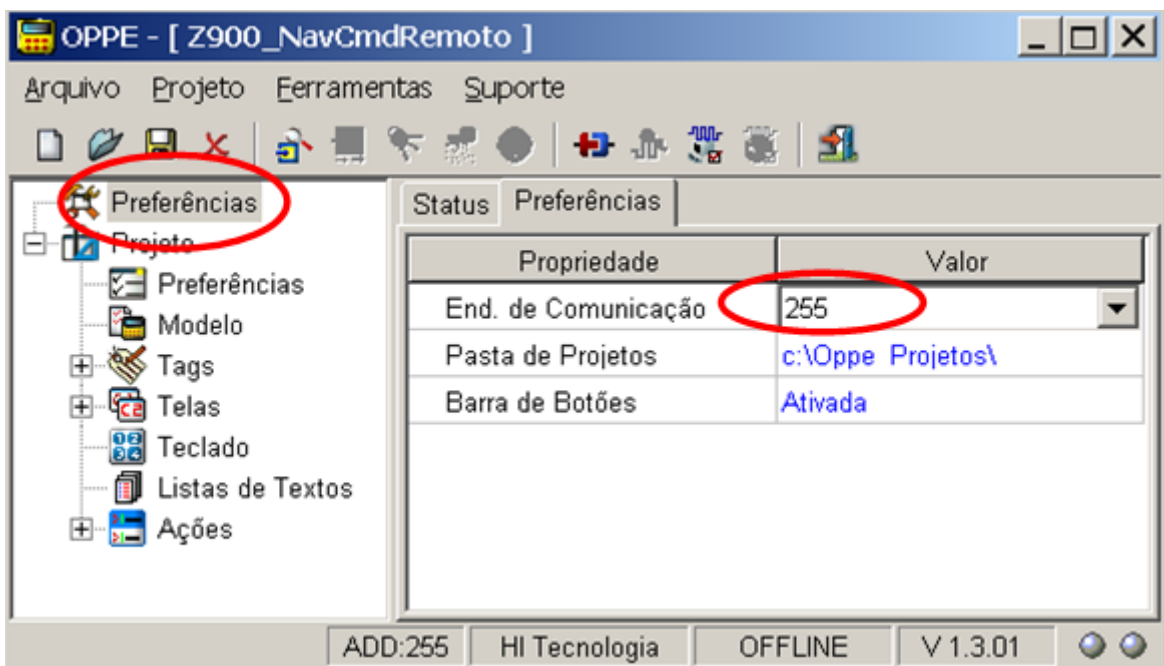 OPPE - [ Z900_NavCmdRemoto ]
Arquivo Projeto Ferramentas Suporte
Preferências
Projeto
Preferências
Modelo
Tags
Telas
Teclado
Listas de Textos
Ações
Status Preferências
Propriedade Valor
End. de Comunicação 255
Pasta de Projetos c:\Oppe Projetos\
Barra de Botões Ativada
ADD:255 HI Tecnologia OFFLINE V 1.3.01